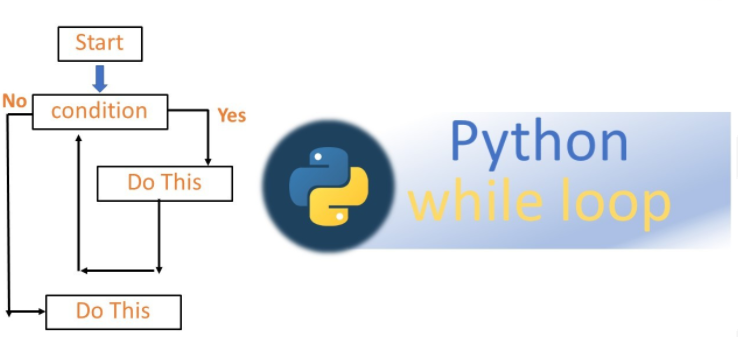 Start
No
condition
Yes
Do This
Do This
Python
while loop